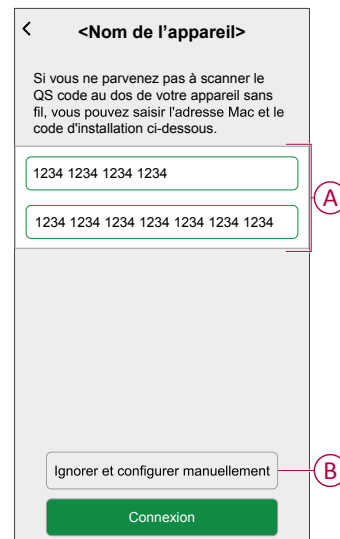 <Nom de l’appareil>
Si vous ne parvenez pas à scanner le
QS code au dos de votre appareil sans
fil, vous pouvez saisir l'adresse Mac et le
code d'installation ci-dessous.
1234 1234 1234 1234
A
1234 1234 1234 1234 1234 1234 1234
Ignorer et configurer manuellement
B
Connexion